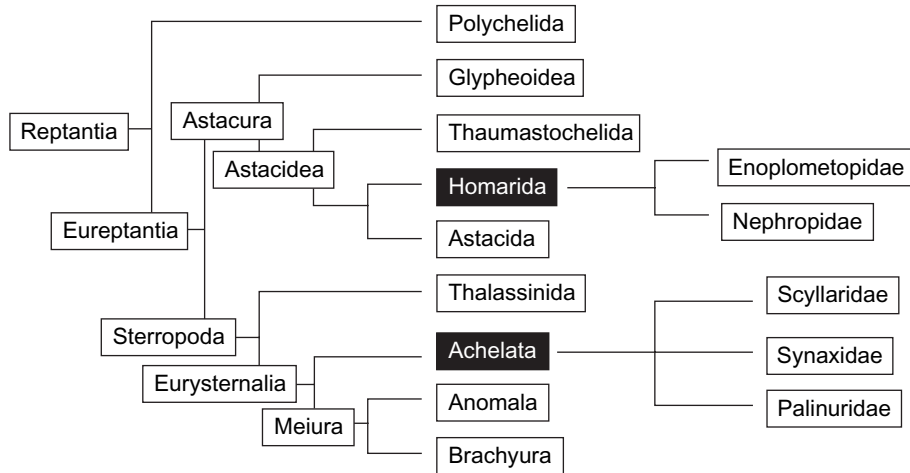 Polychelida
Glypheoidea
Astacura
Reptantia
Thaumastochelida
Astacidea
Enoplometopidae
Homarida
Nephropidae
Eureptantia
Astacida
Thalassinida
Scyllaridae
Sterropoda
Achelata
Synaxidae
Eurysternalia
Anomala
Palinuridae
Meiura
Brachyura